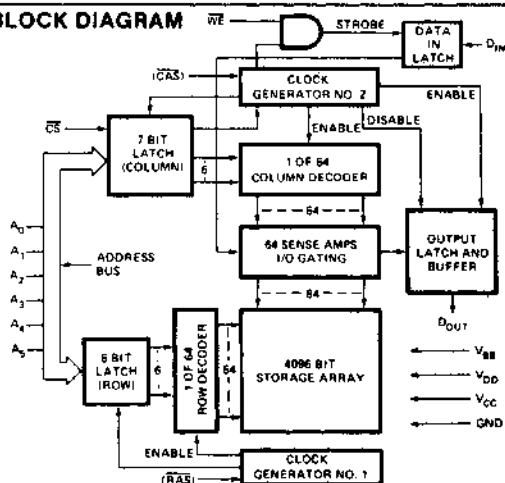 BLOCK DIAGRAM
WE
STROBE
DATA
IN
LATCH
DIN
(CAS)
CLOCK
GENERATOR NO. 2
ENABLE
DISABLE
ENABLE
CS
7 BIT
LATCH
(COLUMN)
6
1 OF 64
COLUMN DECODER
64
A0
A1
A2
A3
A4
A5
ADDRESS
BUS
64 SENSE AMPS
I/O GATING
OUTPUT
LATCH AND
BUFFER
64
DOUT
6 BIT
LATCH
(ROW)
6
1 OF 64
ROW DECODER
64
4096 BIT
STORAGE ARRAY
VBB
VDD
VCC
GND
ENABLE
CLOCK
GENERATOR NO. 1
(RAS)